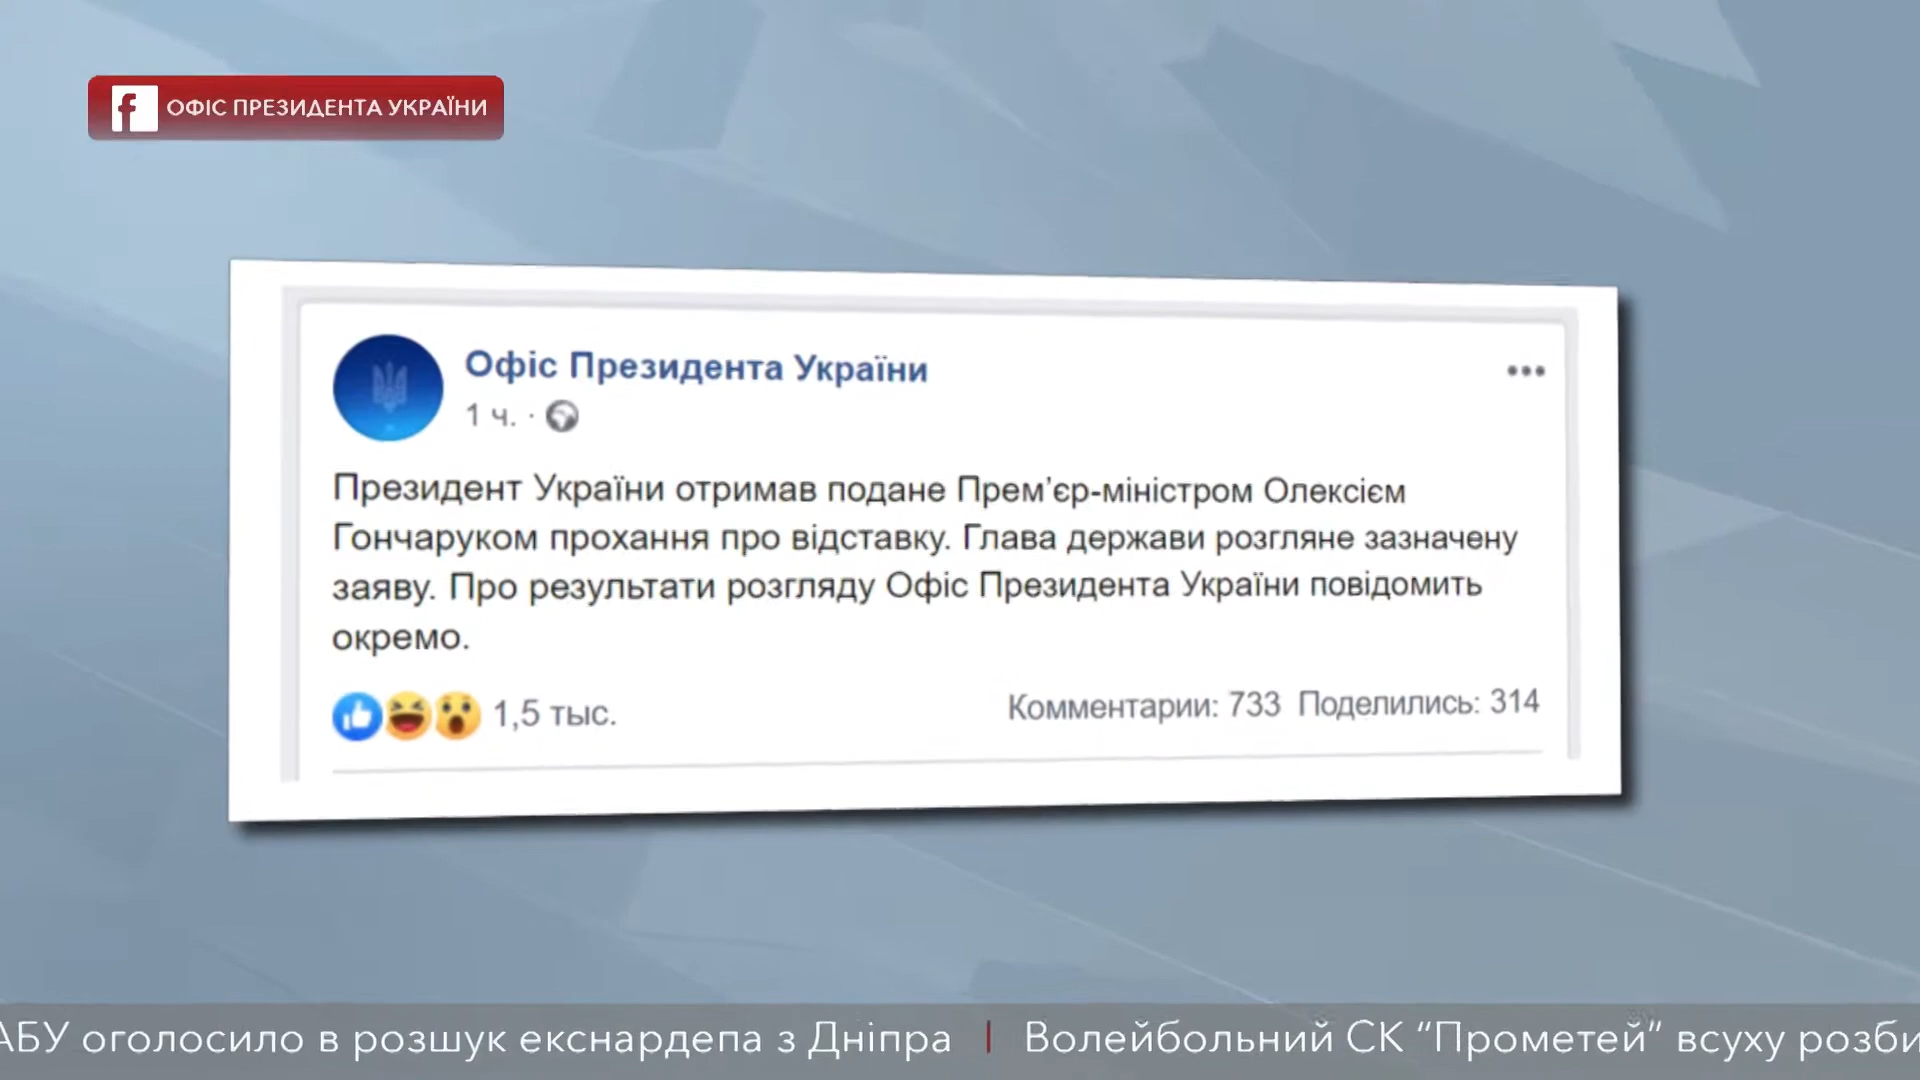 ОФІС ПРЕЗИДЕНТА УКРАЇНИ
Офіс Президента України
1 ч. ·
Президент України отримав подане Прем’єр-міністром Олексієм
Гончаруком прохання про відставку. Глава держави розгляне зазначену
заяву. Про результати розгляду Офіс Президента України повідомить
окремо.
1,5 тыс. Комментарии: 733 Поделились: 314
АБУ оголосило в розшук екснардепа з Дніпра | Волейбольний СК “Прометей” всуху розби